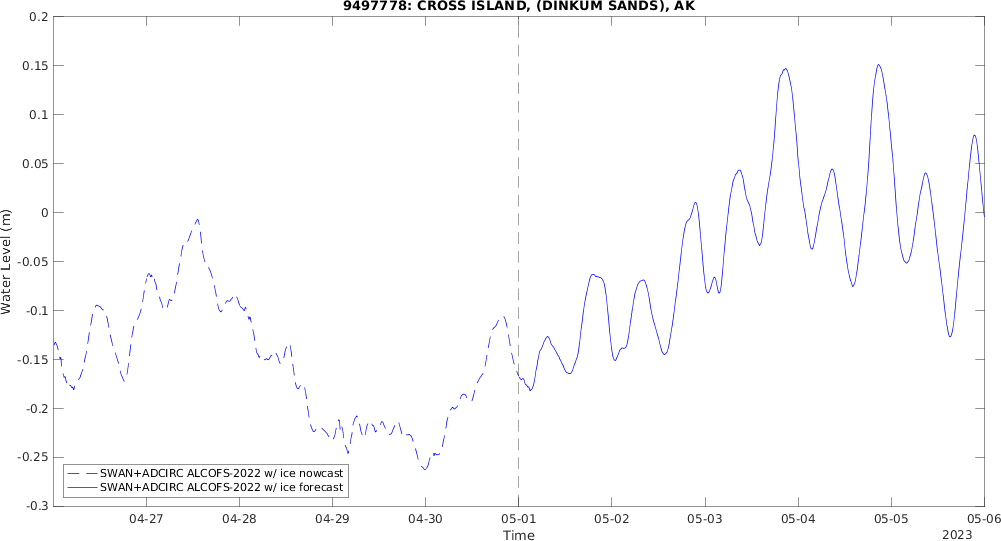 9497778: CROSS ISLAND, (DINKUM SANDS), AK
0.2
0.15
0.1
0.05
0
-0.05
-0.1
-0.15
-0.2
-0.25
-0.3
Water Level (m)
SWAN+ADCIRC ALCOFS-2022 w/ ice nowcast
SWAN+ADCIRC ALCOFS-2022 w/ ice forecast
04-27 04-28 04-29 04-30 05-01 05-02 05-03 05-04 05-05 05-06
Time
2023